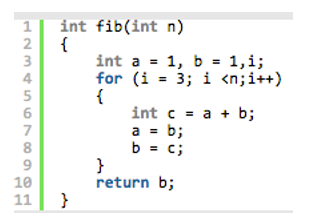 1 int fib(int n)
2 {
3 int a = 1, b = 1,i;
4 for (i = 3; i <n;i++)
5 {
6 int c = a + b;
7 a = b;
8 b = c;
9 }
10 return b;
11 }